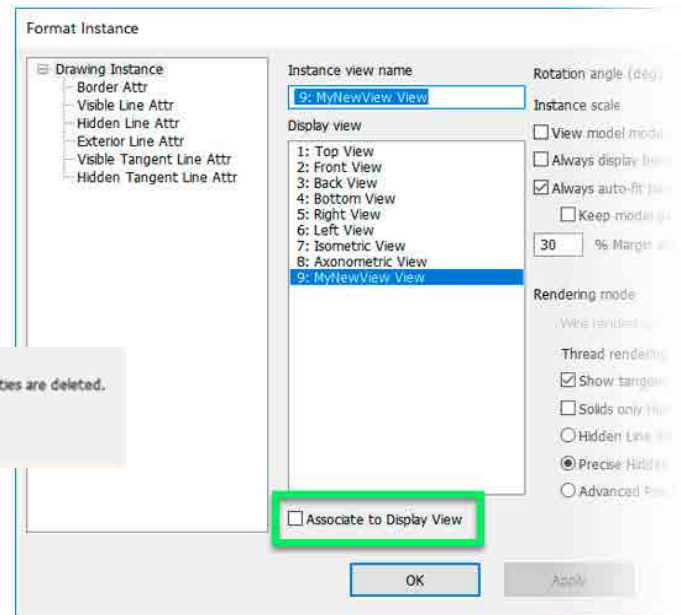 Format Instance
Drawing Instance
Border Attr
Visible Line Attr
Hidden Line Attr
Exterior Line Attr
Visible Tangent Line Attr
Hidden Tangent Line Attr
ties are deleted.
Instance view name
9: MyNewView View
Display view
1: Top View
2: Front View
3: Back View
4: Bottom View
5: Right View
6: Left View
7: Isometric View
8: Axonometric View
9: MyNewView View
Associate to Display View
Rotation angle (deg)
Instance scale
View model mode
Always display
Always auto-fit
Keep model
30 % Margin
Rendering mode
Wire render
Thread rendering
Show tangent
Solids only
Hidden Line
Precise Hidden
Advanced
OK
Apply